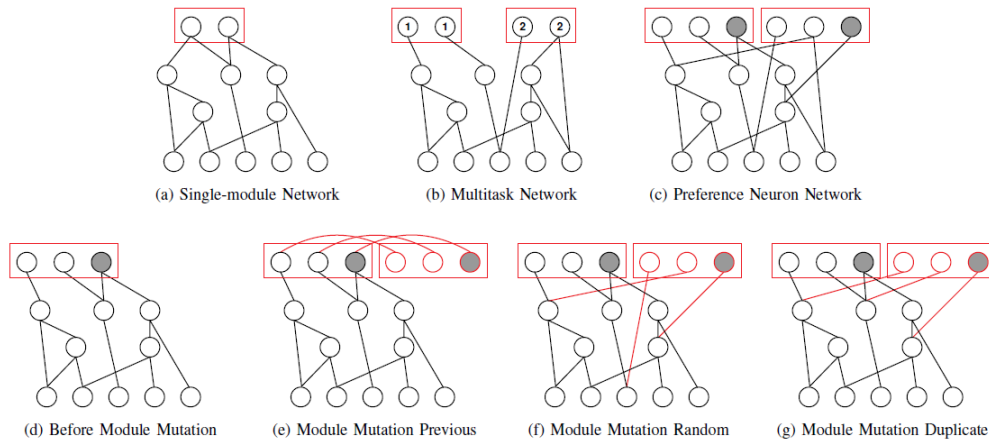 1 1 2 2
(a) Single-module Network
(b) Multitask Network
(c) Preference Neuron Network
(d) Before Module Mutation
(e) Module Mutation Previous
(f) Module Mutation Random
(g) Module Mutation Duplicate